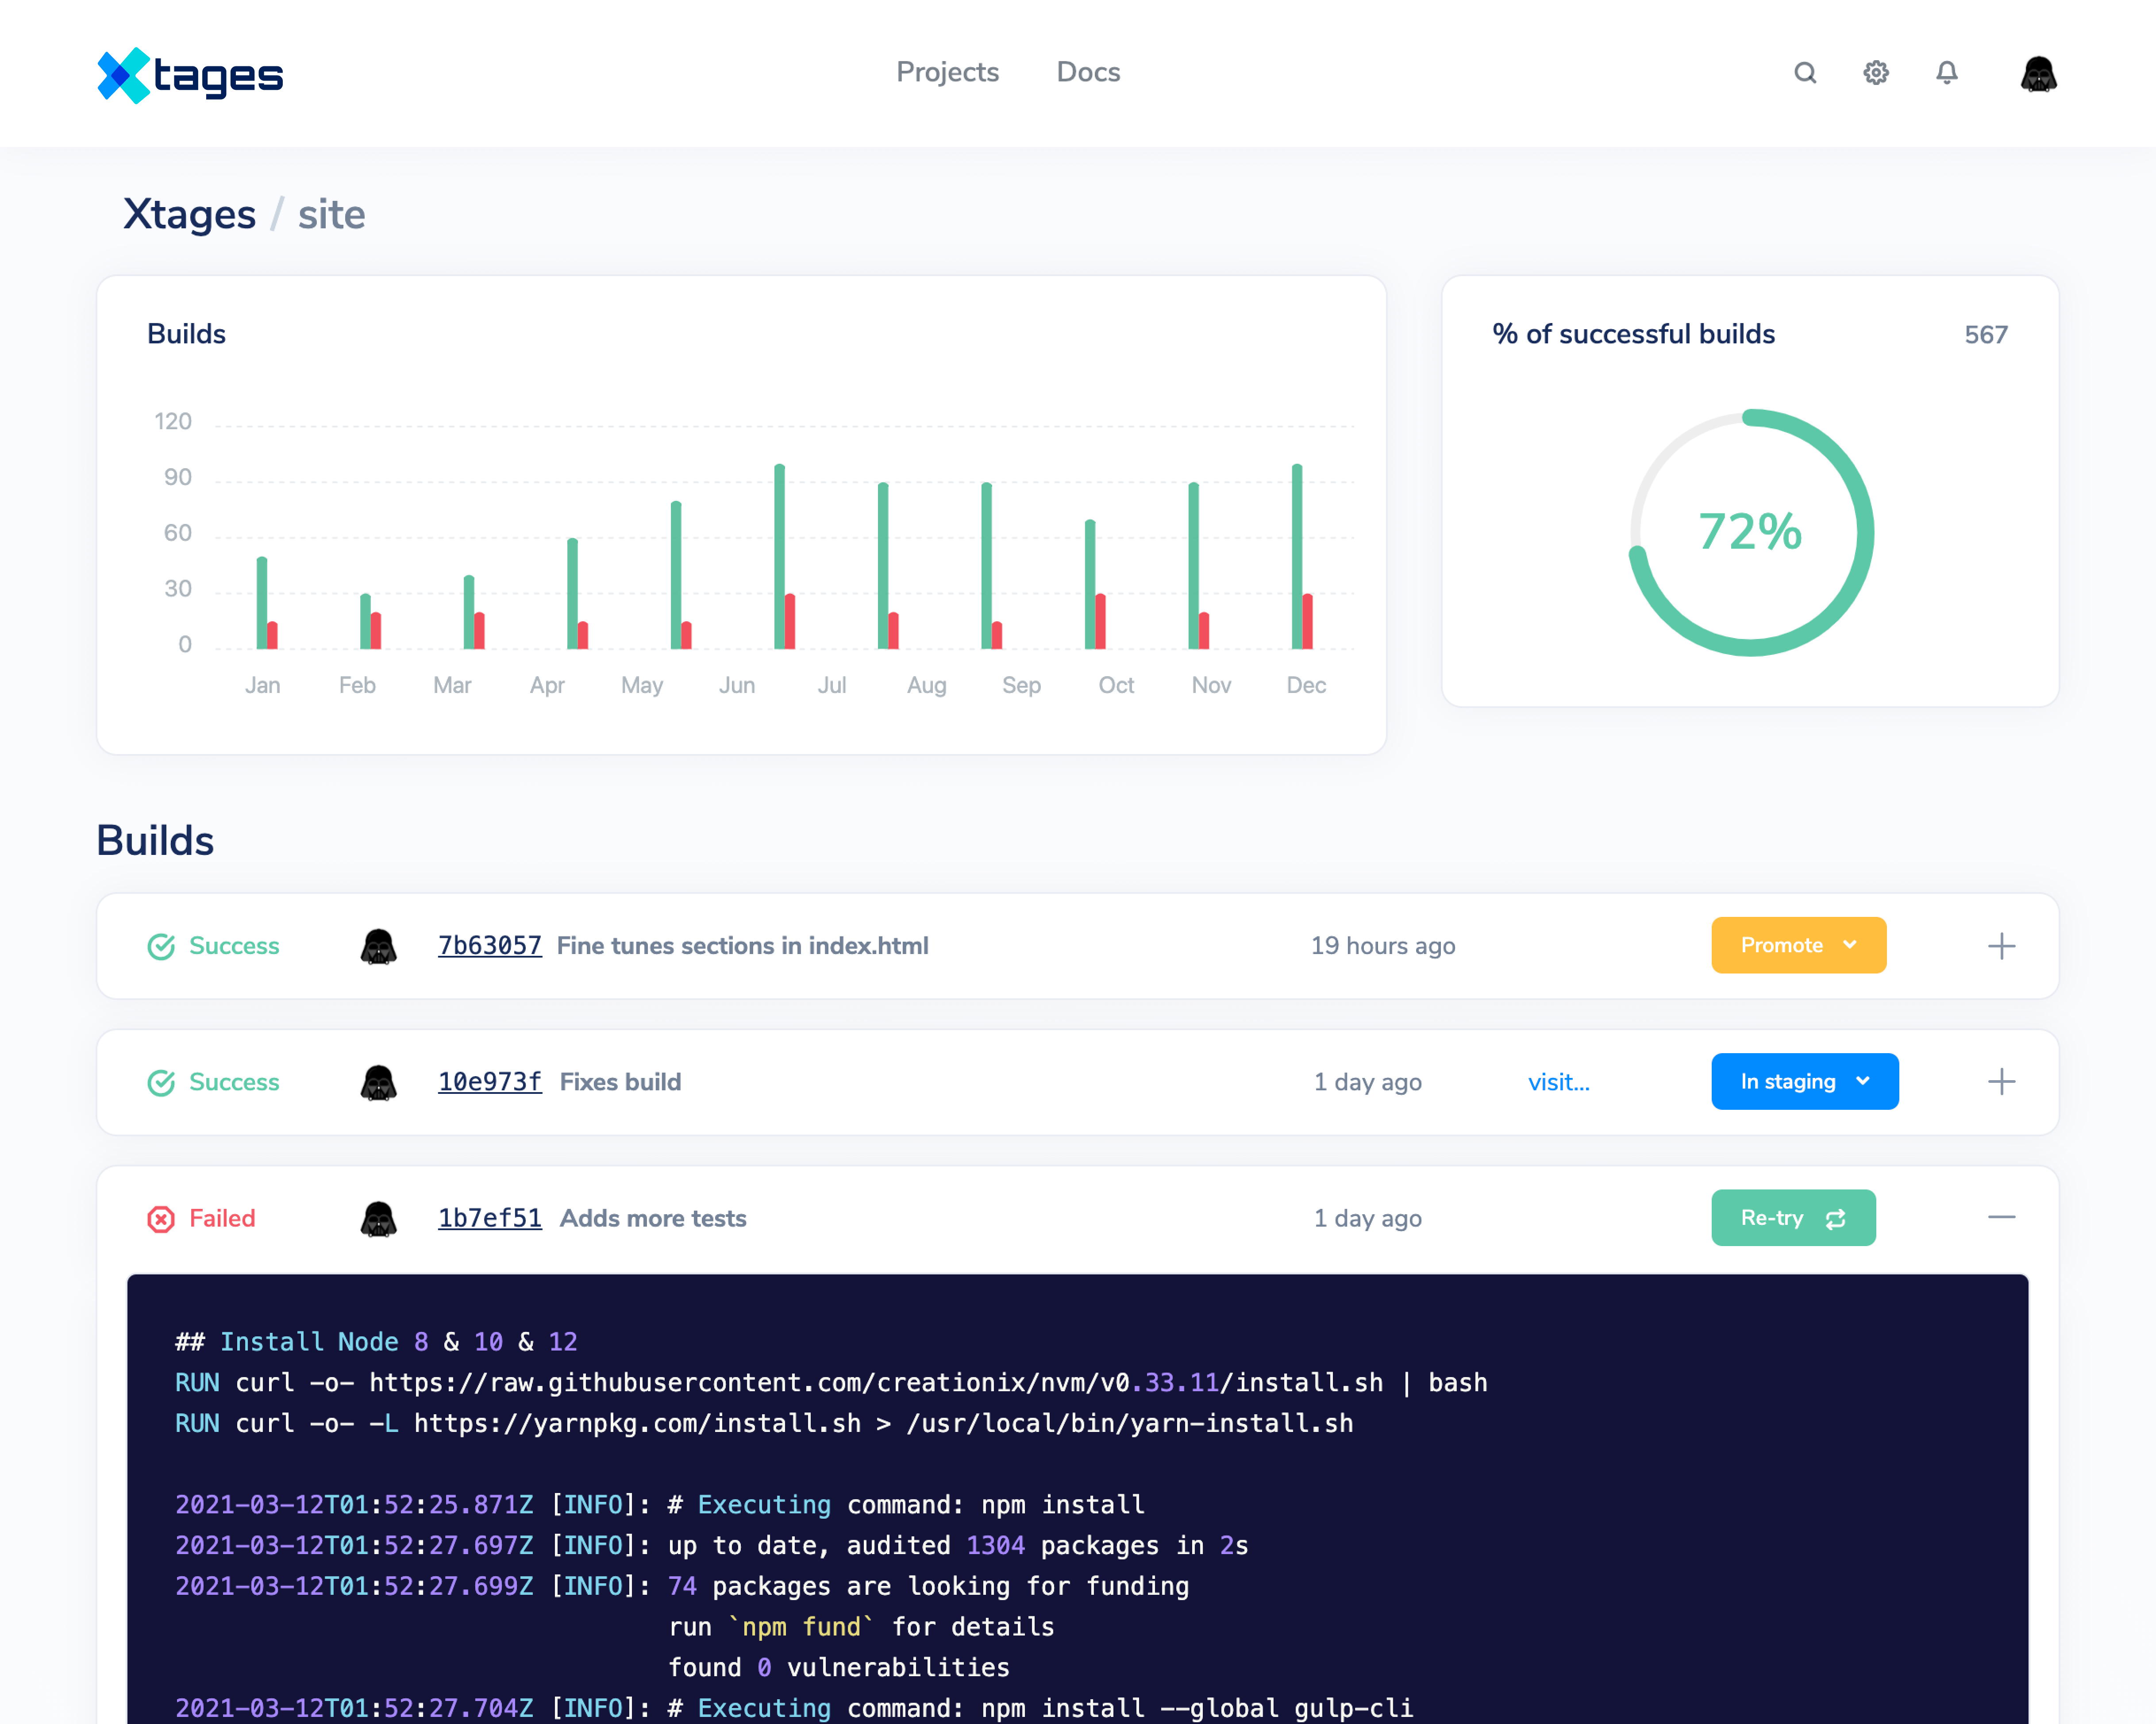 Xtages
Projects
Docs
Xtages / site
Builds
120
90
60
30
0
Jan Feb Mar Apr May Jun Jul Aug Sep Oct Nov Dec
% of successful builds 567
72%
Builds
Success 7b63057 Fine tunes sections in index.html 19 hours ago Promote
Success 10e973f Fixes build 1 day ago visit... In staging
Failed 1b7ef51 Adds more tests 1 day ago Re-try
## Install Node 8 & 10 & 12
RUN curl -o- https://raw.githubusercontent.com/creationix/nvm/v0.33.11/install.sh | bash
RUN curl -o- -L https://yarnpkg.com/install.sh > /usr/local/bin/yarn-install.sh
2021-03-12T01:52:25.871Z [INFO]: # Executing command: npm install
2021-03-12T01:52:27.697Z [INFO]: up to date, audited 1304 packages in 2s
2021-03-12T01:52:27.699Z [INFO]: 74 packages are looking for funding
run `npm fund` for details
found 0 vulnerabilities
2021-03-12T01:52:27.704Z [INFO]: # Executing command: npm install --global gulp-cli